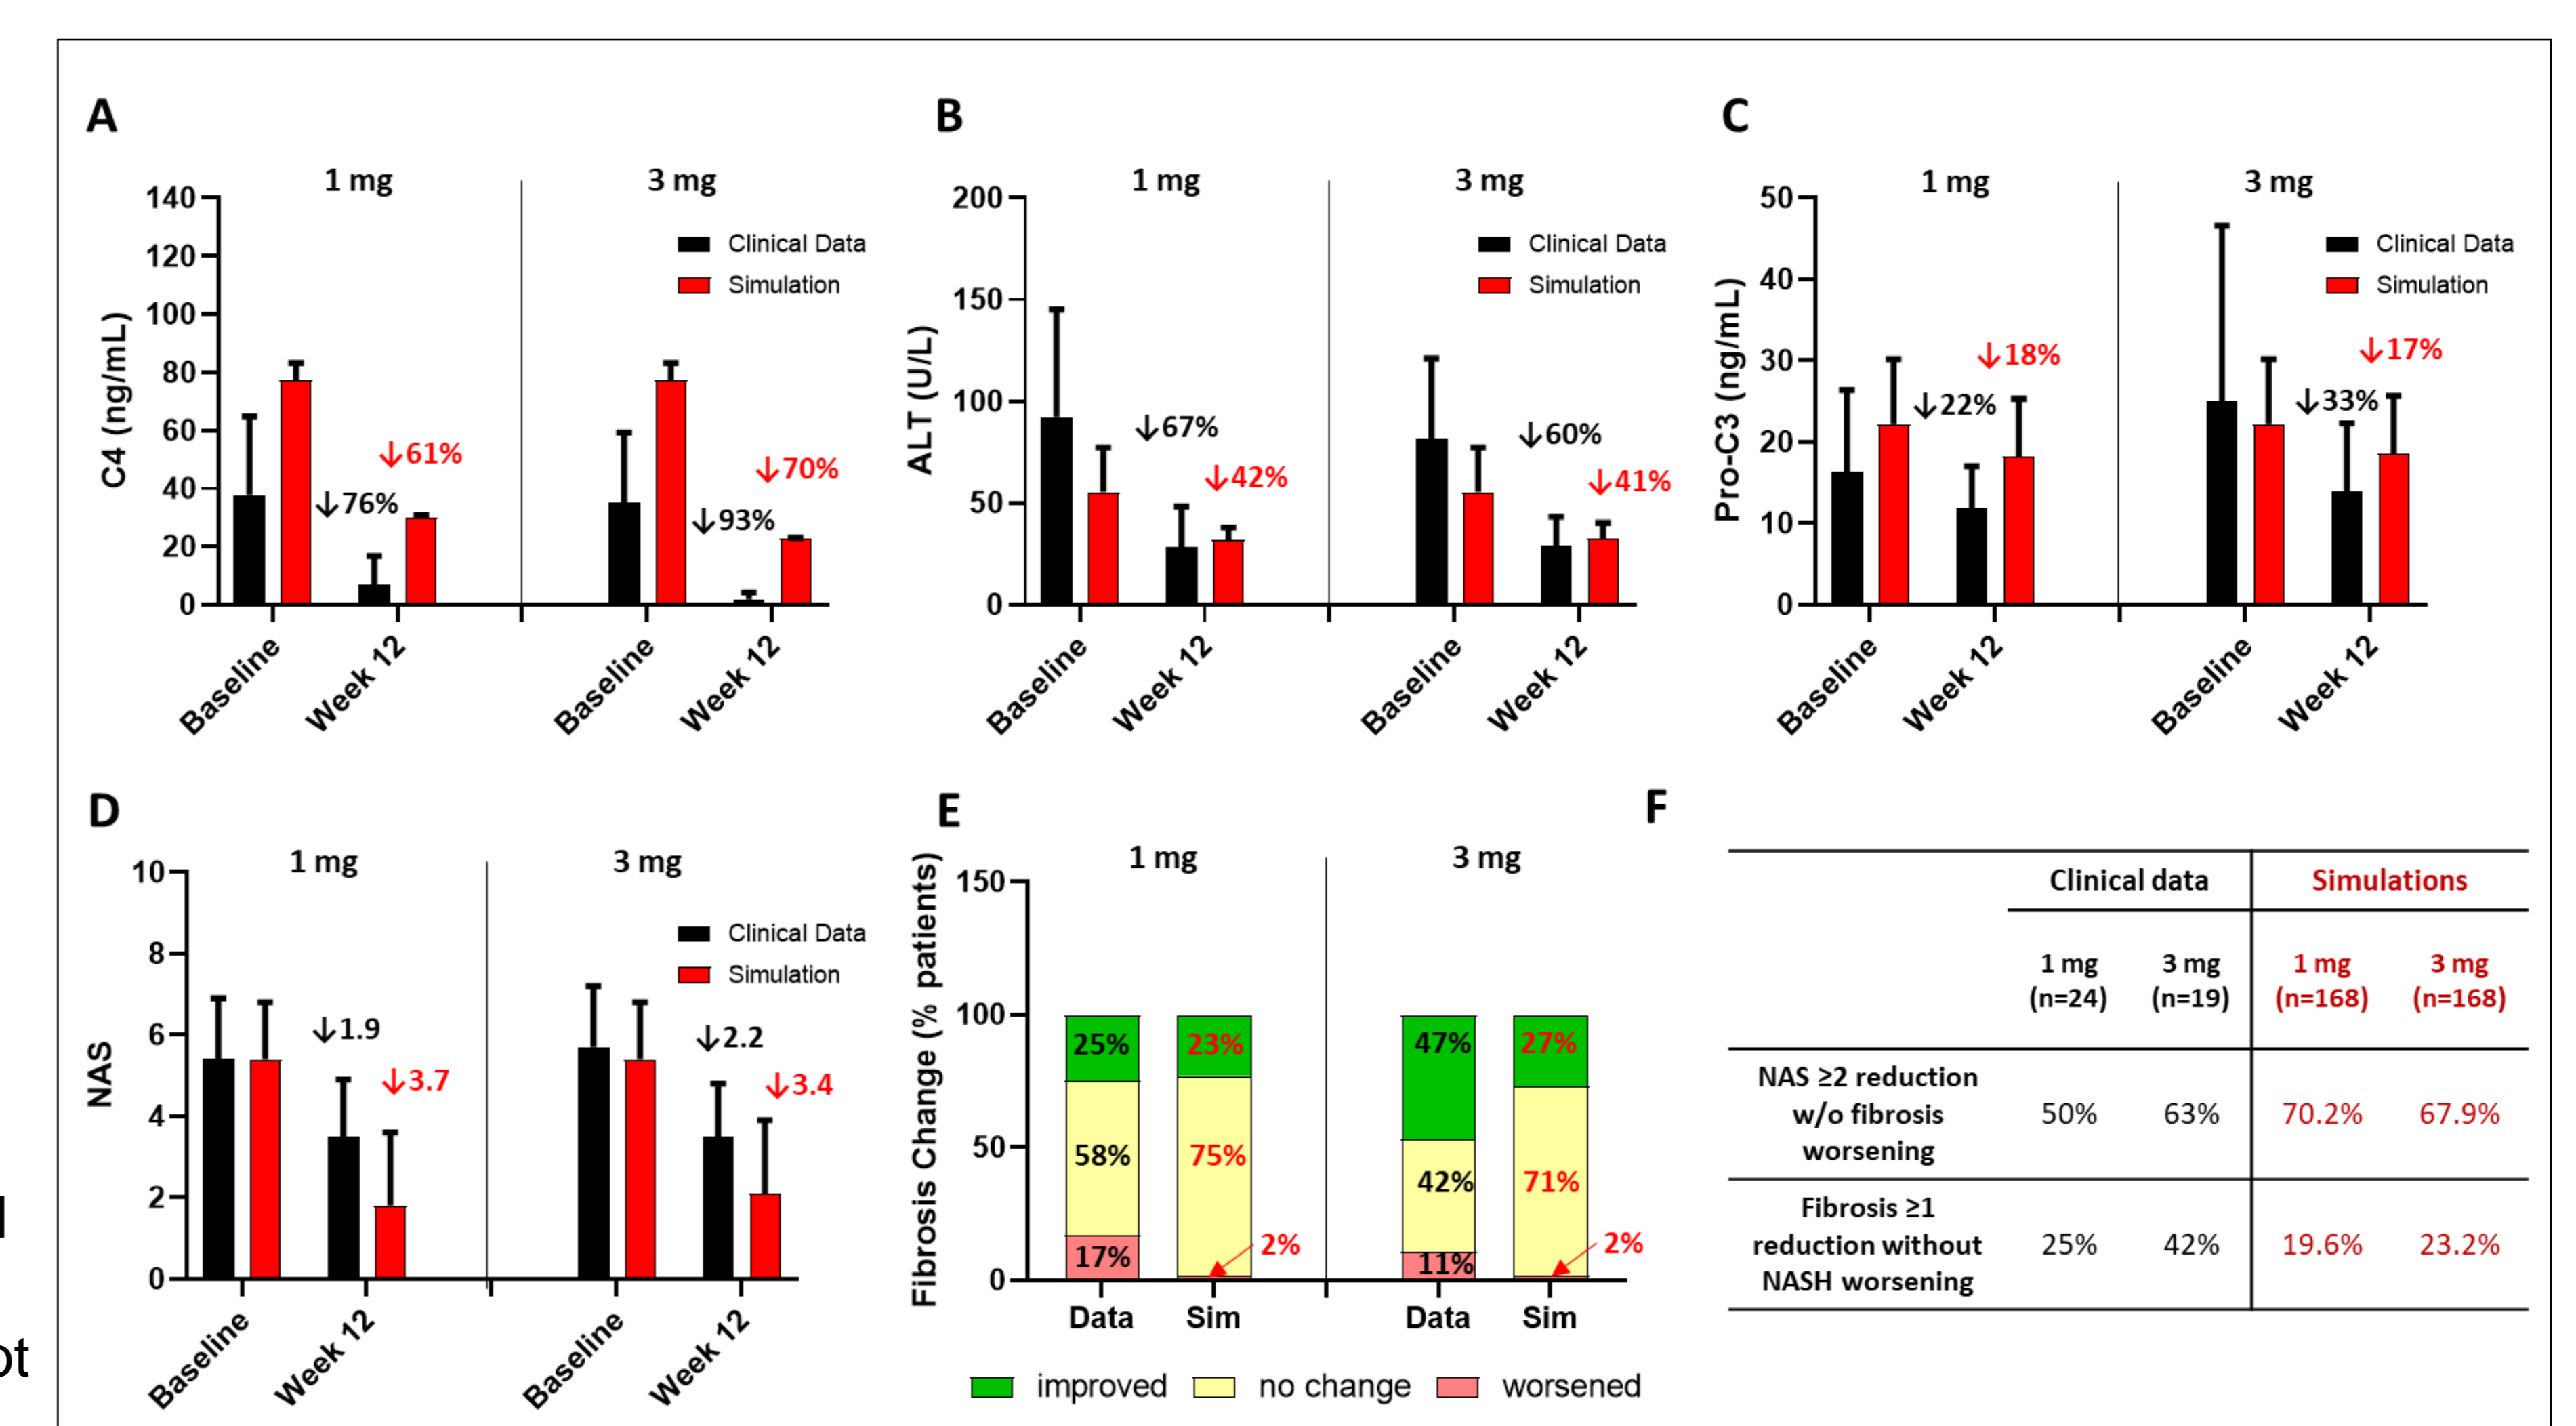 A
1 mg
3 mg
C4 (ng/mL)
140
120
100
80
60
40
20
0
Clinical Data
Simulation
↓76%
↓61%
↓93%
↓70%
Baseline
Week 12
Baseline
Week 12
B
1 mg
3 mg
ALT (U/L)
200
150
100
50
0
Clinical Data
Simulation
↓67%
↓42%
↓60%
↓41%
Baseline
Week 12
Baseline
Week 12
C
1 mg
3 mg
Pro-C3 (ng/mL)
50
40
30
20
10
0
Clinical Data
Simulation
↓22%
↓18%
↓33%
↓17%
Baseline
Week 12
Baseline
Week 12
D
1 mg
3 mg
NAS
10
8
6
4
2
0
Clinical Data
Simulation
↓1.9
↓3.7
↓2.2
↓3.4
Baseline
Week 12
Baseline
Week 12
E
1 mg
3 mg
Fibrosis Change (% patients)
150
100
50
0
25%
58%
17%
23%
75%
2%
47%
42%
11%
27%
71%
2%
Data
Sim
Data
Sim
improved
no change
worsened
F
Clinical data
Simulations
1 mg
(n=24)
3 mg
(n=19)
1 mg
(n=168)
3 mg
(n=168)
NAS ≥2 reduction
w/o fibrosis
worsening
50%
63%
70.2%
67.9%
Fibrosis ≥1
reduction without
NASH worsening
25%
42%
19.6%
23.2%